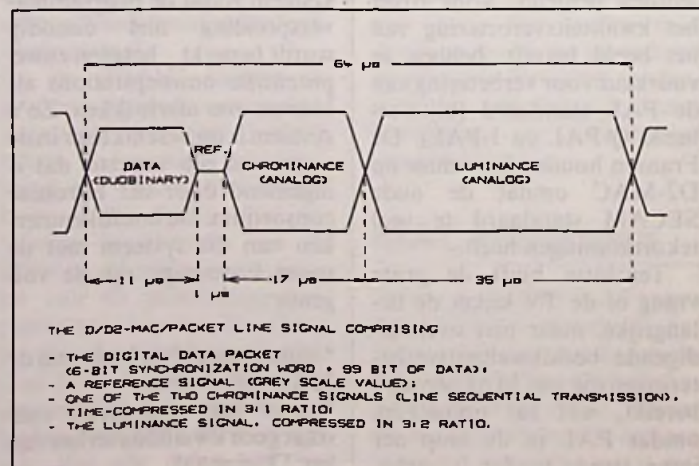 64 µs
REF.
DATA
(DUOBINARY)
CHROMINANCE
(ANALOG)
LUMINANCE
(ANALOG)
11 µs
µs
17 µs
35 µs
THE D/D2-MAC/PACKET LINE SIGNAL COMPRISING
- THE DIGITAL DATA PACKET
(6-BIT SYNCHRONIZATION WORD + 99 BIT OF DATA);
- A REFERENCE SIGNAL (GREY SCALE VALUE);
- ONE OF THE TWO CHROMINANCE SIGNALS (LINE SEQUENTIAL TRANSMISSION),
TIME-COMPRESSED IN 3:1 RATIO;
- THE LUMINANCE SIGNAL, COMPRESSED IN 3:2 RATIO.